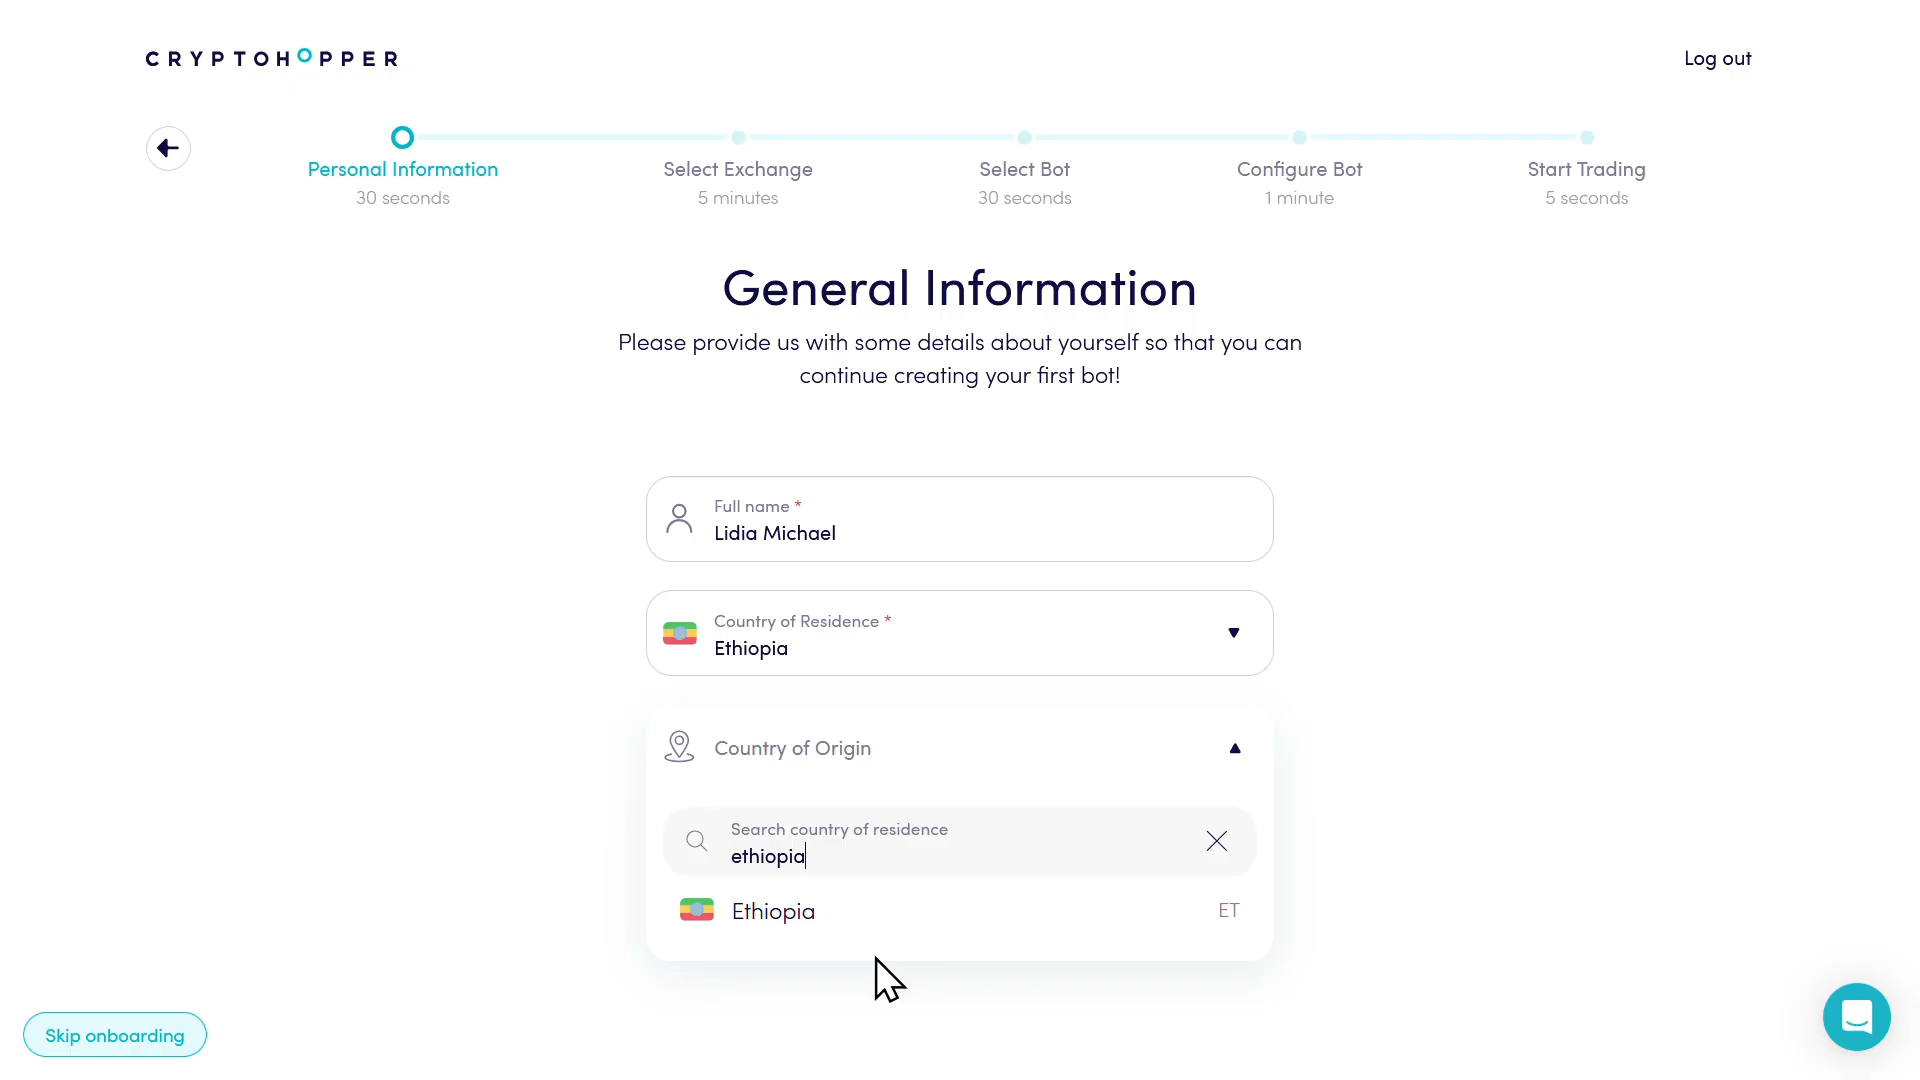 CRYPTOHOPPER
Log out
Personal Information
30 seconds
Select Exchange
5 minutes
Select Bot
30 seconds
Configure Bot
1 minute
Start Trading
5 seconds
General Information
Please provide us with some details about yourself so that you can
continue creating your first bot!
Full name *
Lidia Michael
Country of Residence *
Ethiopia
Country of Origin
Search country of residence
ethiopia
Ethiopia ET
Skip onboarding